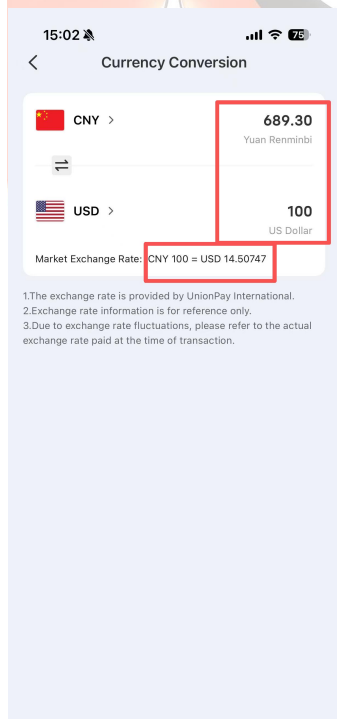 15:02
75
Currency Conversion
CNY >
689.30
Yuan Renminbi
USD >
100
US Dollar
Market Exchange Rate: CNY 100 = USD 14.50747
1.The exchange rate is provided by UnionPay International.
2.Exchange rate information is for reference only.
3.Due to exchange rate fluctuations, please refer to the actual
exchange rate paid at the time of transaction.